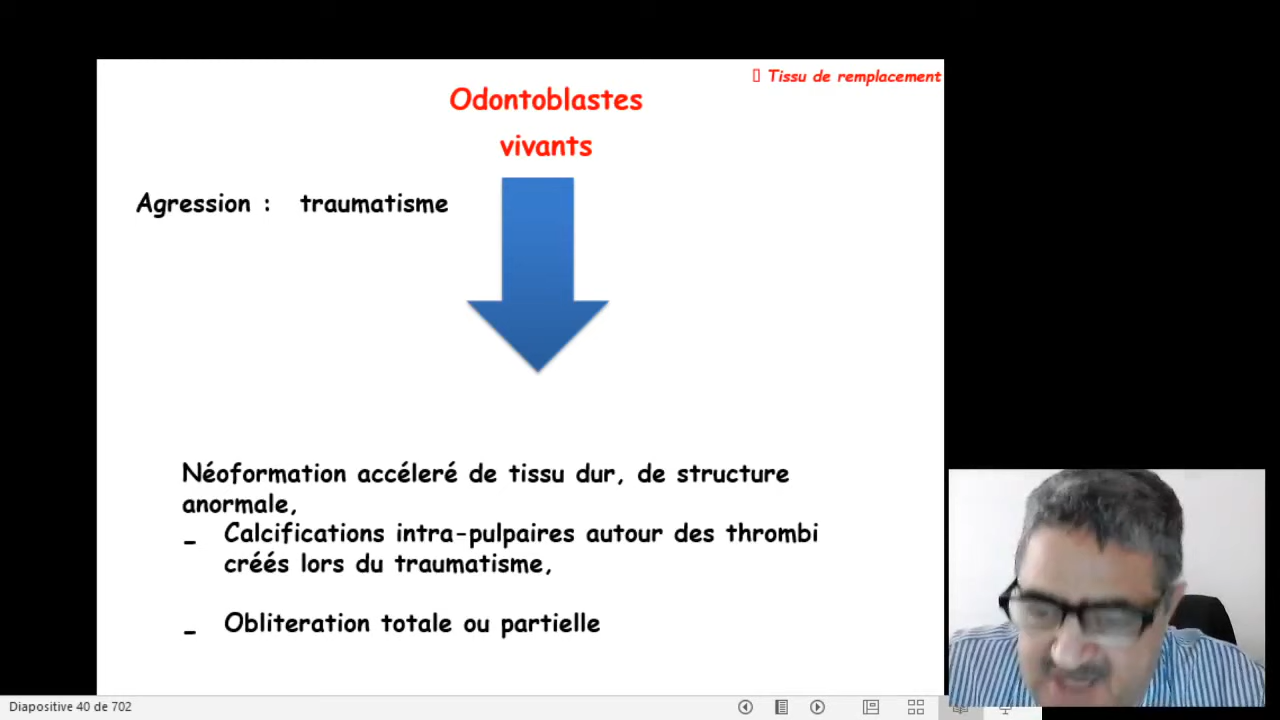 ▯ Tissu de remplacement
Odontoblastes
vivants
Agression : traumatisme
Néoformation accéleré de tissu dur, de structure
anormale,
- Calcifications intra-pulpaires autour des thrombi
créés lors du traumatisme,
- Obliteration totale ou partielle
Diapositive 40 de 702